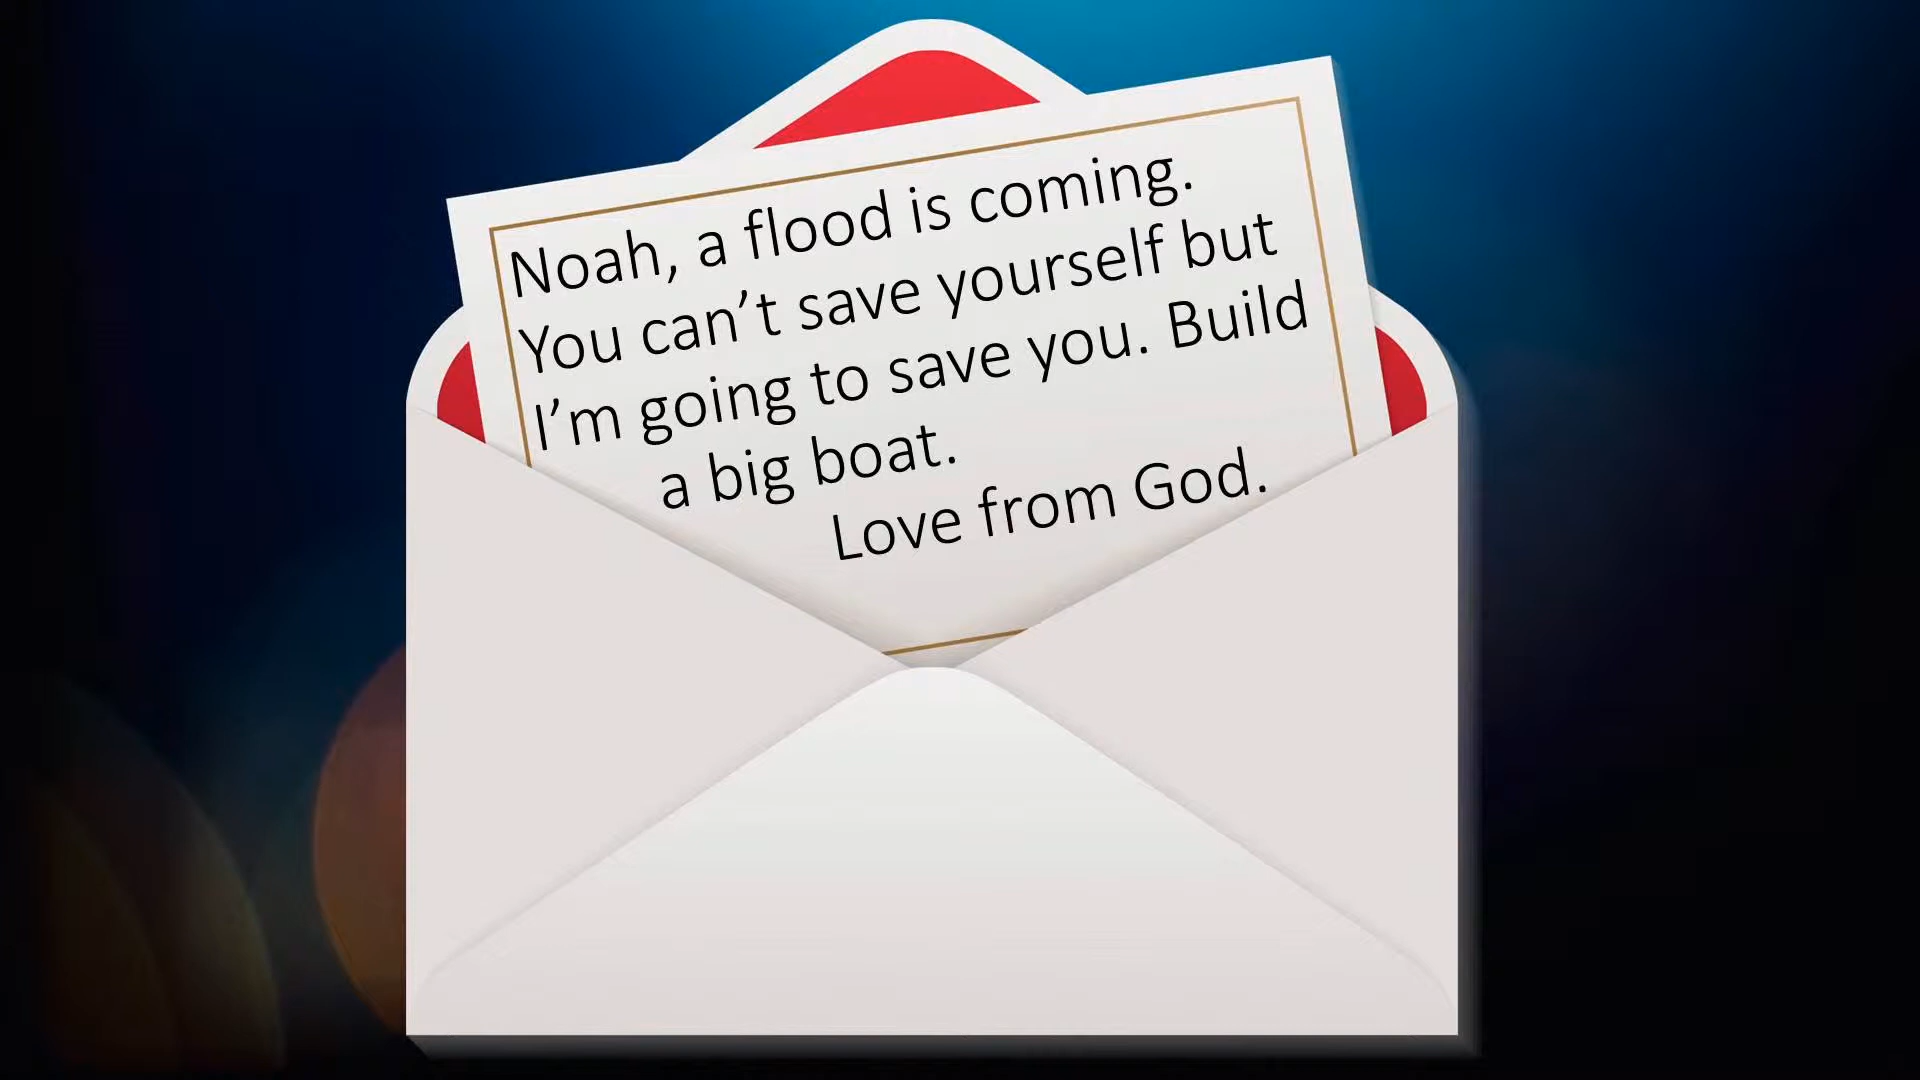 Noah, a flood is coming.
You can’t save yourself but
I’m going to save you. Build
a big boat.
Love from God.